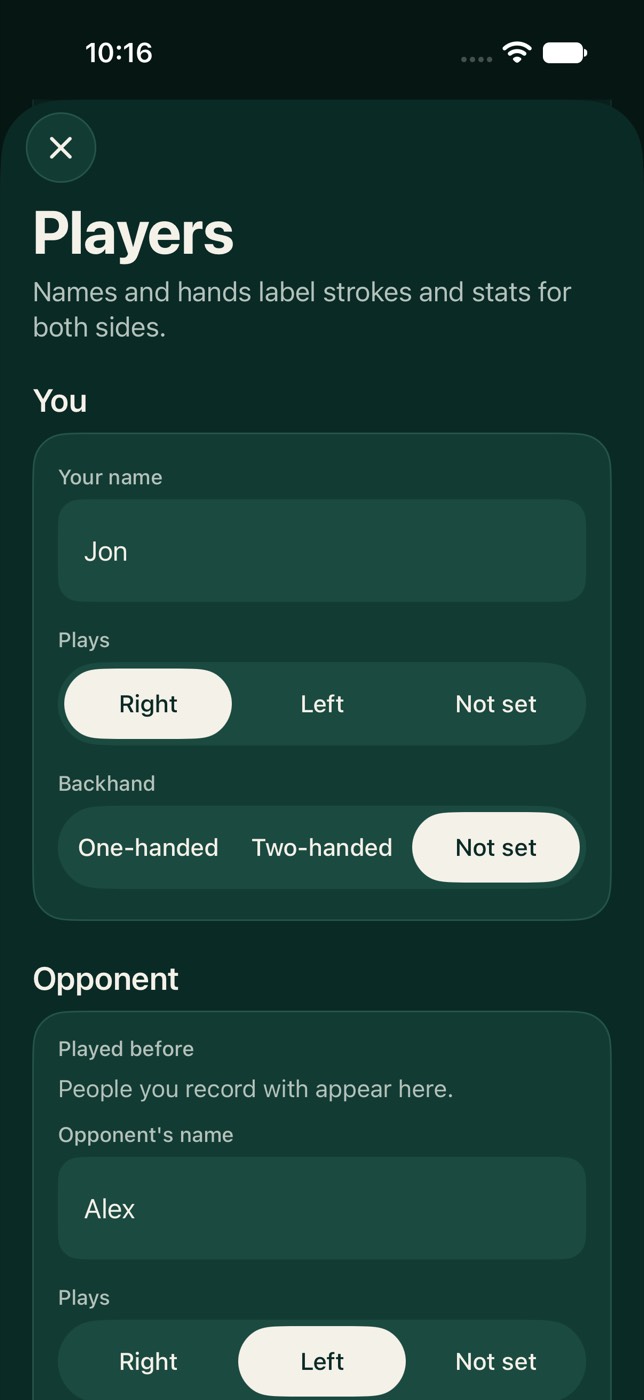 10:16
Players
Names and hands label strokes and stats for
both sides.
You
Your name
Jon
Plays
Right Left Not set
Backhand
One-handed Two-handed Not set
Opponent
Played before
People you record with appear here.
Opponent's name
Alex
Plays
Right Left Not set